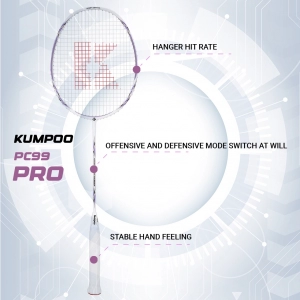 HANGER HIT RATE
KUMPOO
PC99
PRO
OFFENSIVE AND DEFENSIVE MODE SWITCH AT WILL
STABLE HAND FEELING